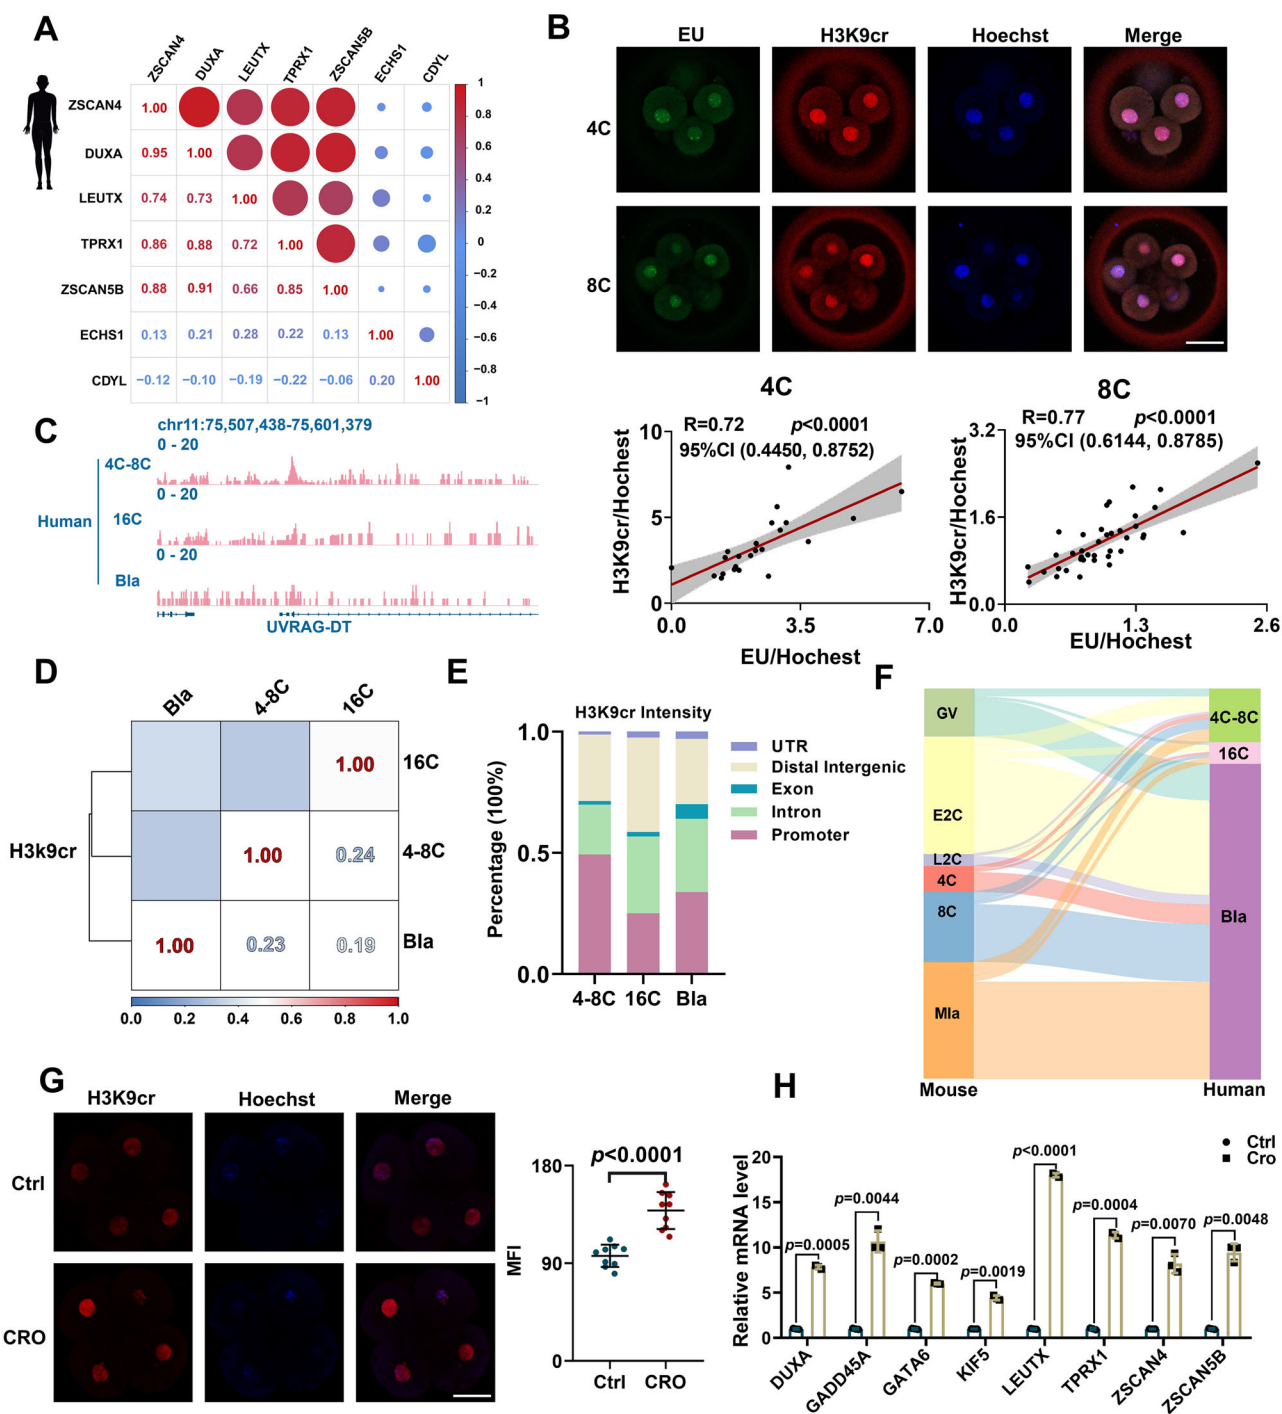 A
ZSCAN4 DUXA LEUTX TPRX1 ZSCAN5B ECHS1 CDYL
ZSCAN4 1.00
DUXA 0.95 1.00
LEUTX 0.74 0.73 1.00
TPRX1 0.86 0.88 0.72 1.00
ZSCAN5B 0.88 0.91 0.66 0.85 1.00
ECHS1 0.13 0.21 0.28 0.22 0.13 1.00
CDYL −0.12 −0.10 −0.19 −0.22 −0.06 0.20 1.00
1
0.8
0.6
0.4
0.2
0
−0.2
−0.4
−0.6
−0.8
−1
B
EU H3K9cr Hoechst Merge
4C
8C
4C
R=0.72 p<0.0001
95%CI (0.4450, 0.8752)
H3K9cr/Hochest
10
5
0
0.0 3.5 7.0
EU/Hochest
8C
R=0.77 p<0.0001
95%CI (0.6144, 0.8785)
H3K9cr/Hochest
3.2
1.6
0.0
0.0 1.3 2.6
EU/Hochest
C
chr11:75,507,438-75,601,379
0 - 20
4C-8C
0 - 20
Human
16C
0 - 20
Bla
UVRAG-DT
D
Bla 4-8C 16C
1.00 16C
H3k9cr
1.00 0.24 4-8C
1.00 0.23 0.19 Bla
0.0 0.2 0.4 0.6 0.8 1.0
E
H3K9cr Intensity
Percentage (100%)
1.0
0.5
0.0
4-8C 16C Bla
UTR
Distal Intergenic
Exon
Intron
Promoter
F
GV
E2C
L2C
4C
8C
Mla
4C-8C
16C
Bla
Mouse Human
G
H3K9cr Hoechst Merge
Ctrl
CRO
p<0.0001
MFI
180
90
0
Ctrl CRO
H
Ctrl
Cro
Relative mRNA level
20
15
10
5
0
p=0.0005
p=0.0044
p=0.0002
p=0.0019
p<0.0001
p=0.0004
p=0.0070
p=0.0048
DUXA GADD45A GATA6 KIF5 LEUTX TPRX1 ZSCAN4 ZSCAN5B